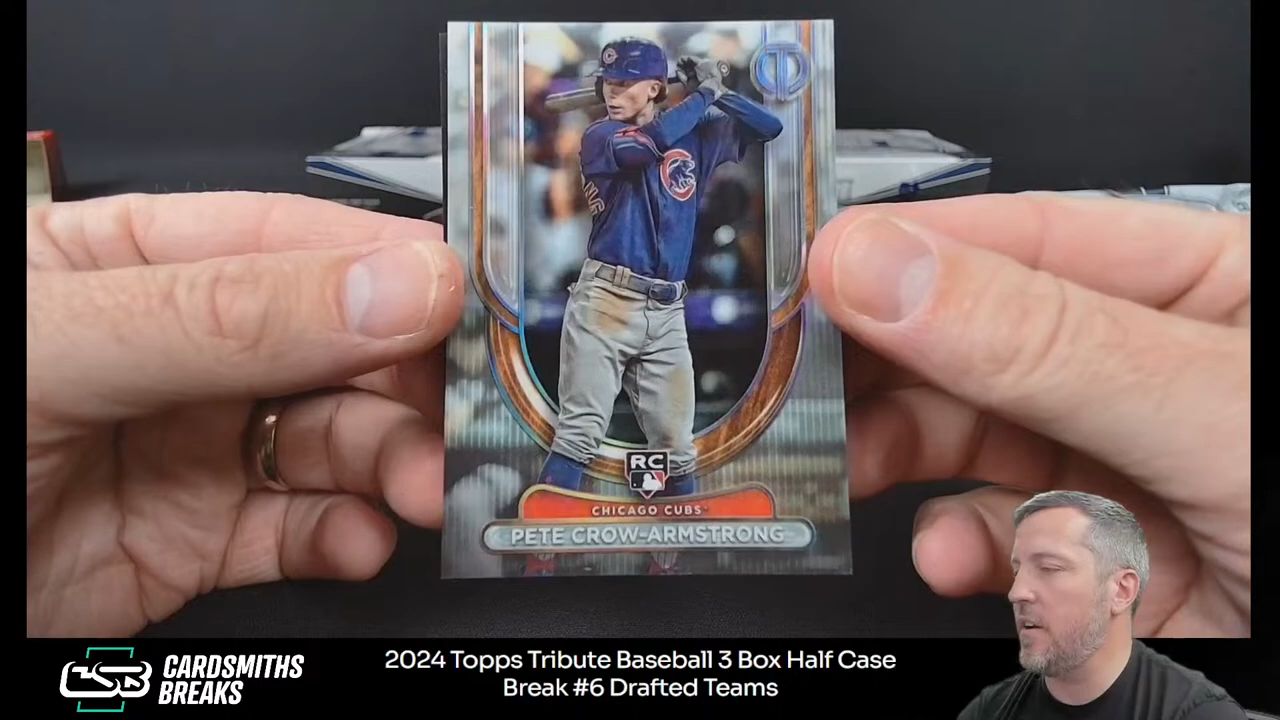 RC
CHICAGO CUBS
PETE CROW-ARMSTRONG
CSB CARDSMITHS
BREAKS
2024 Topps Tribute Baseball 3 Box Half Case
Break #6 Drafted Teams